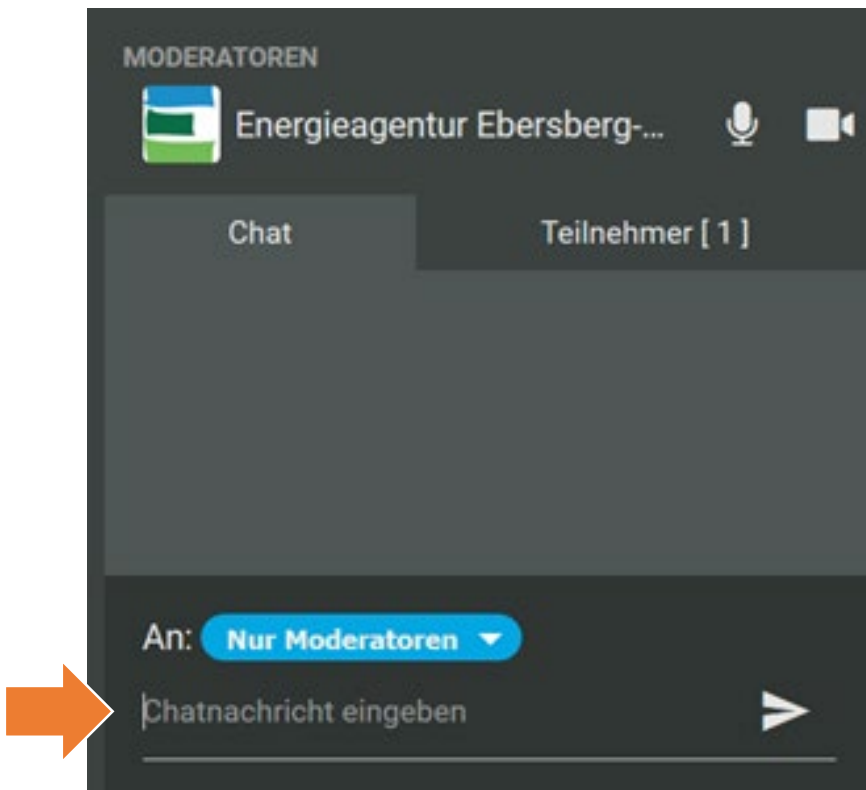 MODERATOREN
Energieagentur Ebersberg-...
Chat Teilnehmer [ 1 ]
An: Nur Moderatoren
Chatnachricht eingeben